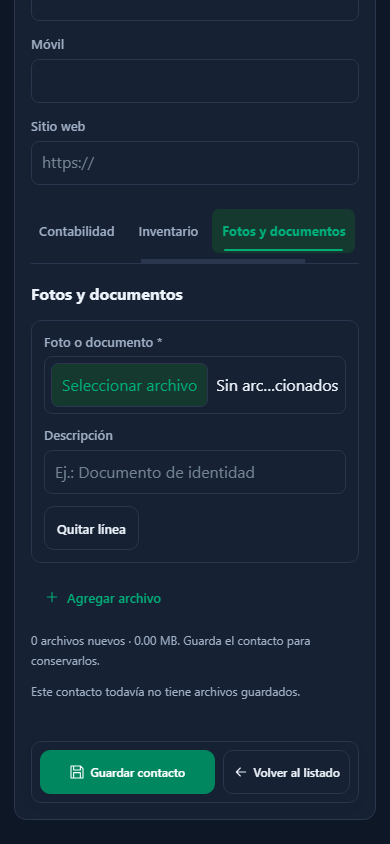 Móvil
Sitio web
https://
Contabilidad Inventario Fotos y documentos
Fotos y documentos
Foto o documento *
Seleccionar archivo Sin arc...cionados
Descripción
Ej.: Documento de identidad
Quitar línea
+ Agregar archivo
0 archivos nuevos · 0.00 MB. Guarda el contacto para
conservarlos.
Este contacto todavía no tiene archivos guardados.
Guardar contacto ← Volver al listado